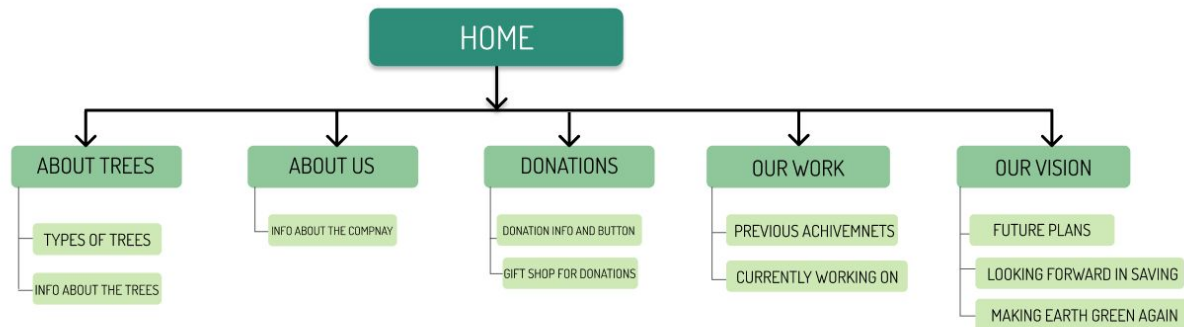 HOME
ABOUT TREES
TYPES OF TREES
INFO ABOUT THE TREES
ABOUT US
INFO ABOUT THE COMPNAY
DONATIONS
DONATION INFO AND BUTTON
GIFT SHOP FOR DONATIONS
OUR WORK
PREVIOUS ACHIVEMNETS
CURRENTLY WORKING ON
OUR VISION
FUTURE PLANS
LOOKING FORWARD IN SAVING
MAKING EARTH GREEN AGAIN